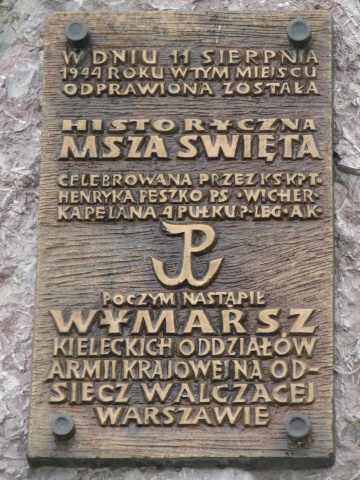 W DNIU 11 SIERPNIA
1944 ROKU W TYM MIEJSCU
ODPRAWIONA ZOSTAŁA
HISTORYCZNA
MSZA ŚWIĘTA
CELEBROWANA PRZEZ KS. KPT.
HENRYKA PESZKO PS. WICHER
KAPELANA 4 PUŁKU P. LEG. AK.
POCZYM NASTĄPIŁ
WYMARSZ
KIELECKICH ODDZIAŁÓW
ARMII KRAJOWEJ NA OD-
SIECZ WALCZĄCEJ
WARSZAWIE